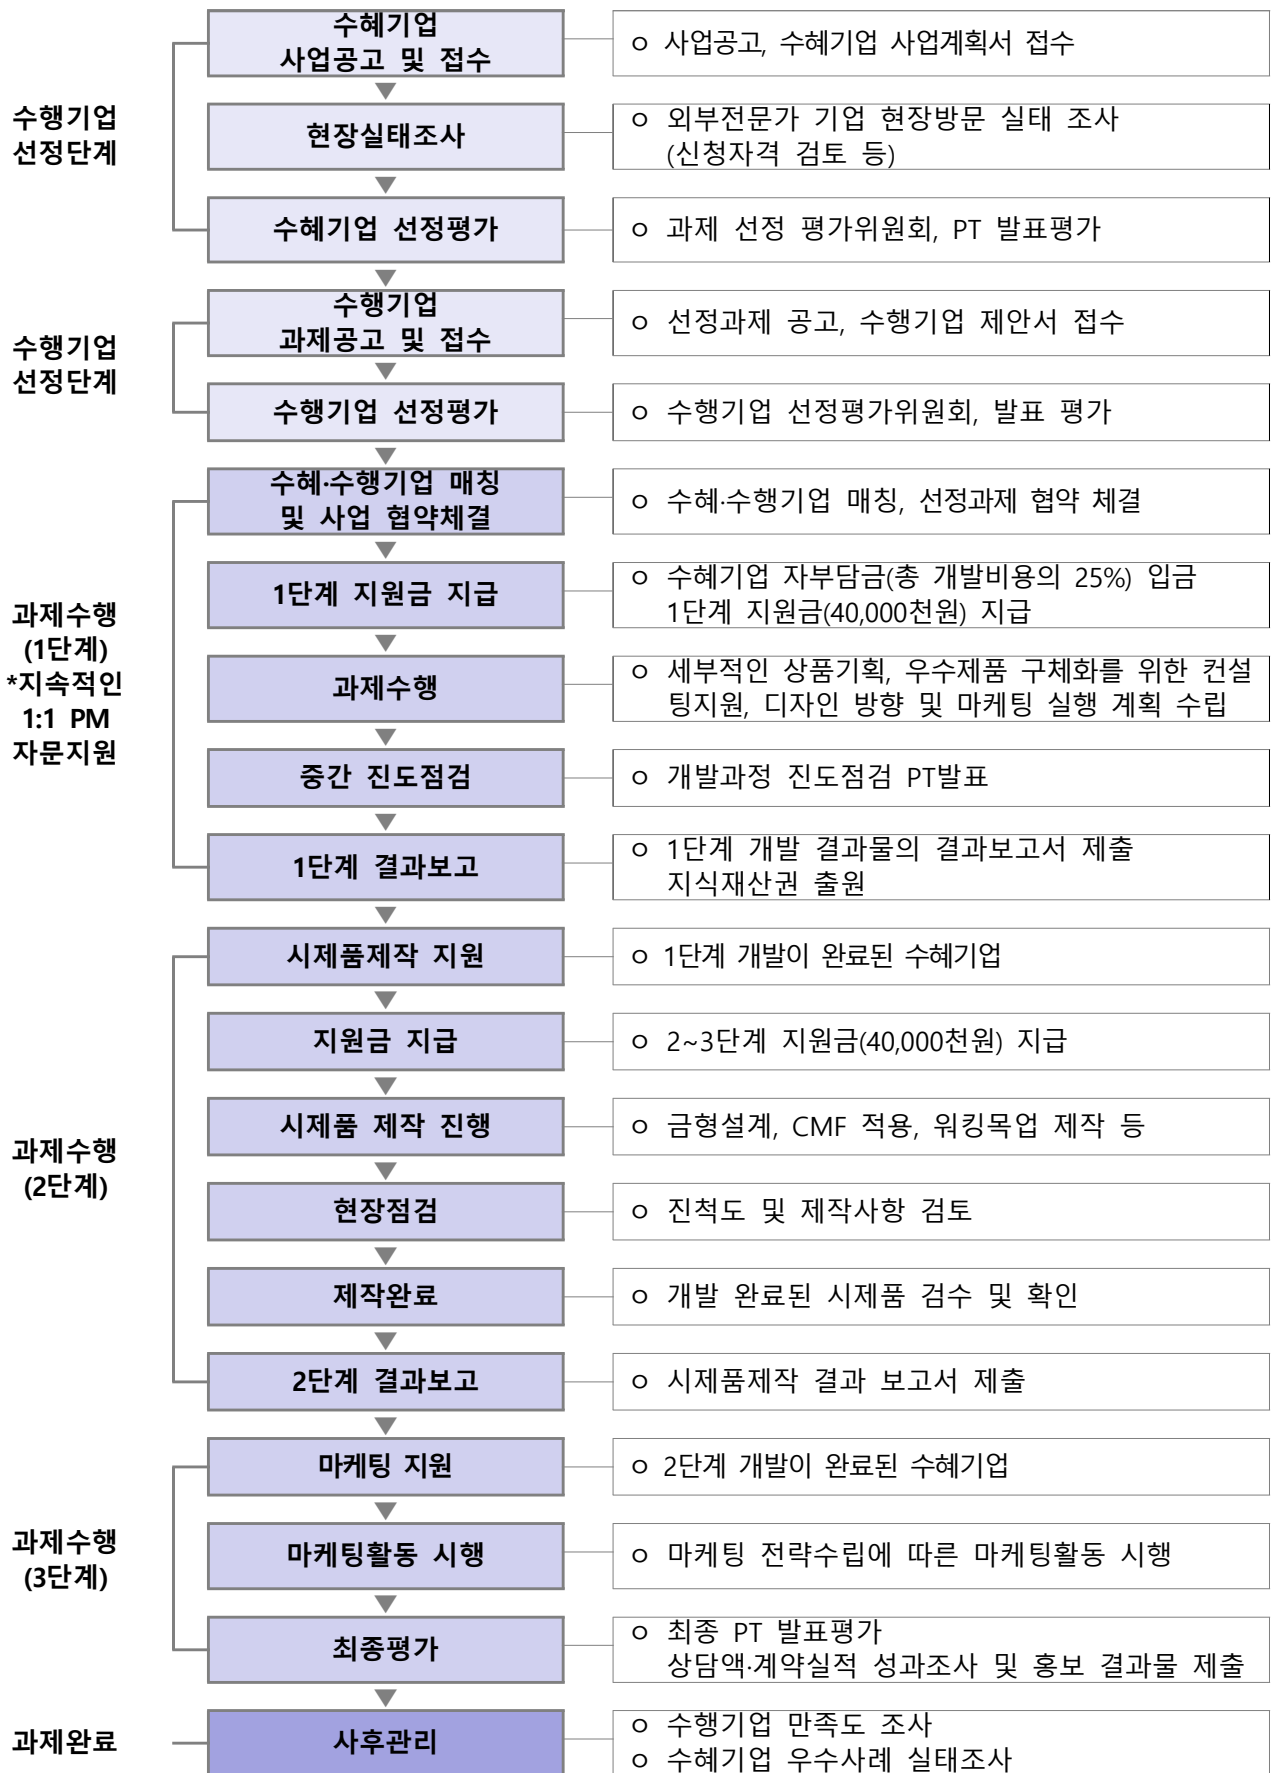 수행기업
선정단계
수혜기업
사업공고 및 접수
ㅇ 사업공고, 수혜기업 사업계획서 접수
현장실태조사
ㅇ 외부전문가 기업 현장방문 실태 조사
(신청자격 검토 등)
수혜기업 선정평가
ㅇ 과제 선정 평가위원회, PT 발표평가
수행기업
선정단계
수행기업
과제공고 및 접수
ㅇ 선정과제 공고, 수행기업 제안서 접수
수행기업 선정평가
ㅇ 수행기업 선정평가위원회, 발표 평가
과제수행
(1단계)
*지속적인
1:1 PM
자문지원
수혜·수행기업 매칭
및 사업 협약체결
ㅇ 수혜·수행기업 매칭, 선정과제 협약 체결
1단계 지원금 지급
ㅇ 수혜기업 자부담금(총 개발비용의 25%) 입금
1단계 지원금(40,000천원) 지급
과제수행
ㅇ 세부적인 상품기획, 우수제품 구체화를 위한 컨설
팅지원, 디자인 방향 및 마케팅 실행 계획 수립
중간 진도점검
ㅇ 개발과정 진도점검 PT발표
1단계 결과보고
ㅇ 1단계 개발 결과물의 결과보고서 제출
지식재산권 출원
과제수행
(2단계)
시제품제작 지원
ㅇ 1단계 개발이 완료된 수혜기업
지원금 지급
ㅇ 2~3단계 지원금(40,000천원) 지급
시제품 제작 진행
ㅇ 금형설계, CMF 적용, 워킹목업 제작 등
현장점검
ㅇ 진척도 및 제작사항 검토
제작완료
ㅇ 개발 완료된 시제품 검수 및 확인
2단계 결과보고
ㅇ 시제품제작 결과 보고서 제출
과제수행
(3단계)
마케팅 지원
ㅇ 2단계 개발이 완료된 수혜기업
마케팅활동 시행
ㅇ 마케팅 전략수립에 따른 마케팅활동 시행
최종평가
ㅇ 최종 PT 발표평가
상담액·계약실적 성과조사 및 홍보 결과물 제출
과제완료
사후관리
ㅇ 수행기업 만족도 조사
ㅇ 수혜기업 우수사례 실태조사